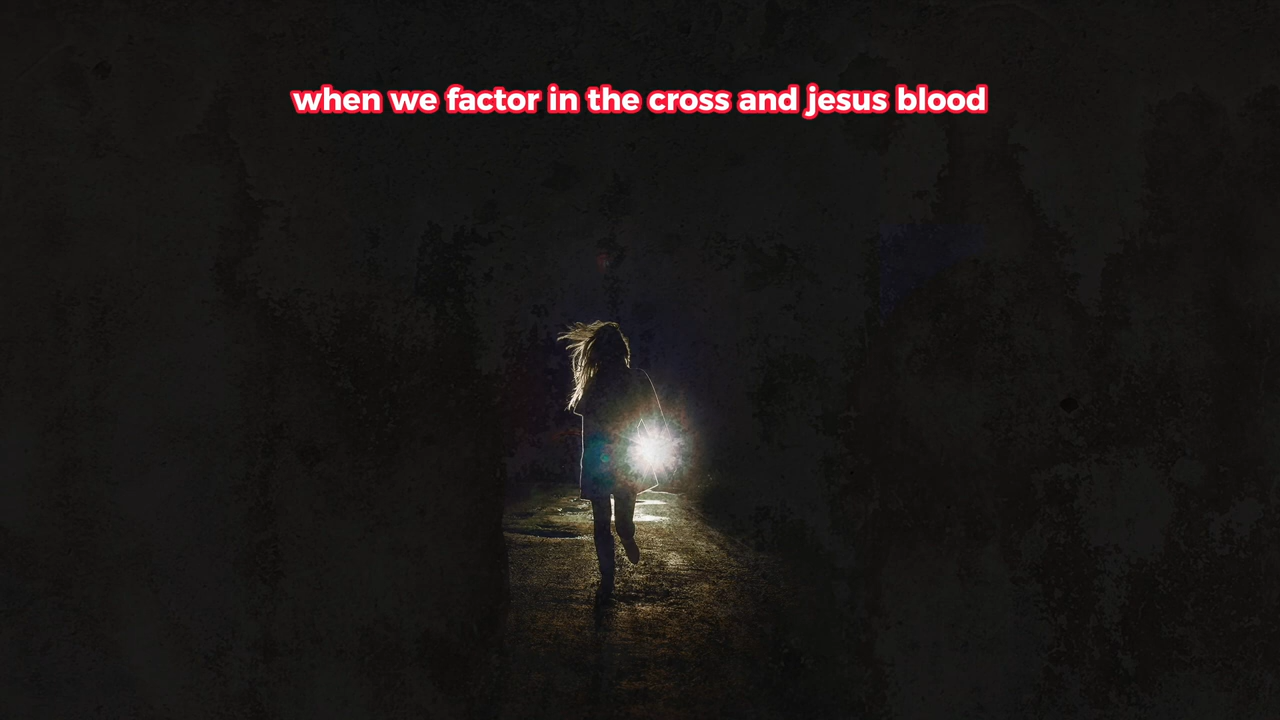 when we factor in the cross and jesus blood